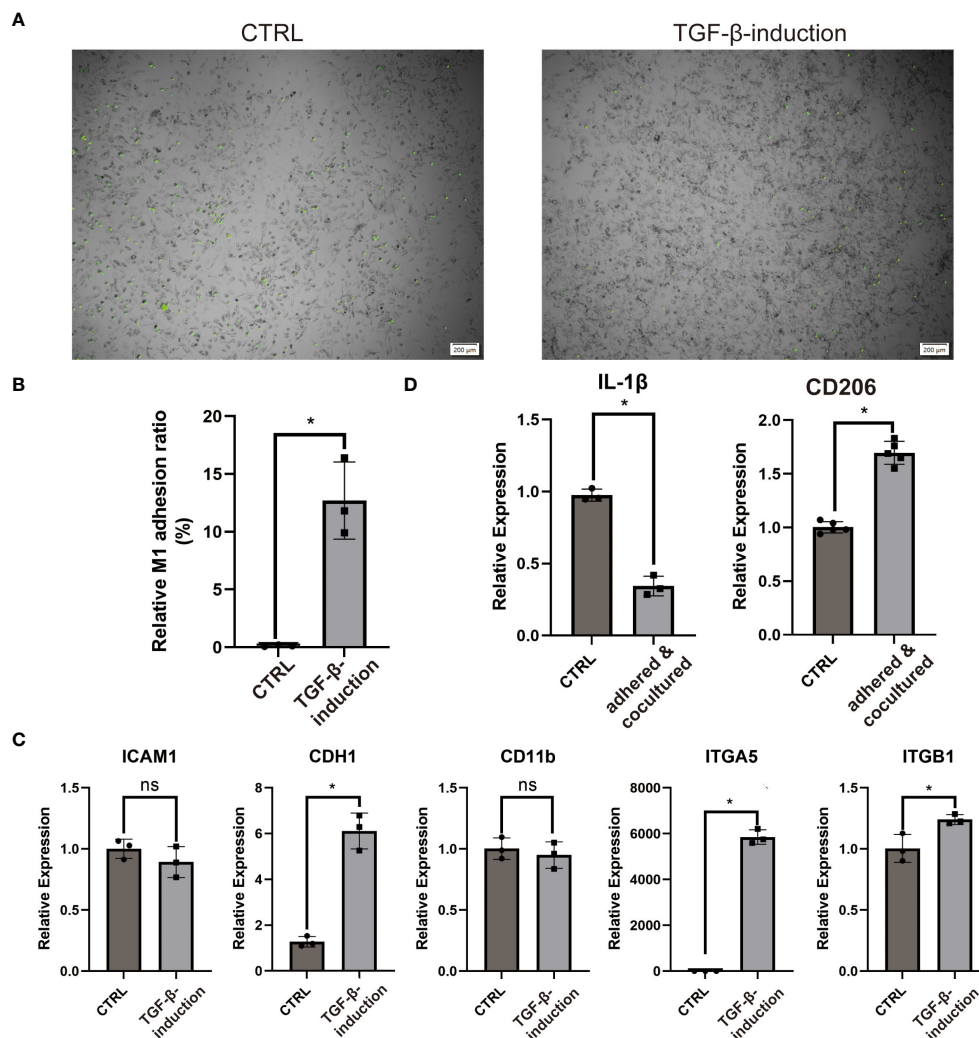 A
CTRL
TGF-β-induction
200 µm
200 µm
B
Relative M1 adhesion ratio
(%)
20
15
10
5
0
*
CTRL
TGF-β-
induction
D
IL-1β
Relative Expression
1.5
1.0
0.5
0.0
*
CTRL
adhered &
cocultured
CD206
Relative Expression
2.0
1.5
1.0
0.5
0.0
*
CTRL
adhered &
cocultured
C
ICAM1
Relative Expression
1.5
1.0
0.5
0.0
ns
CTRL
TGF-β-
induction
CDH1
Relative Expression
8
6
4
2
0
*
CTRL
TGF-β-
induction
CD11b
Relative Expression
1.5
1.0
0.5
0.0
ns
CTRL
TGF-β-
induction
ITGA5
Relative Expression
8000
6000
4000
2000
0
*
CTRL
TGF-β-
induction
ITGB1
Relative Expression
1.5
1.0
0.5
0.0
*
CTRL
TGF-β-
induction